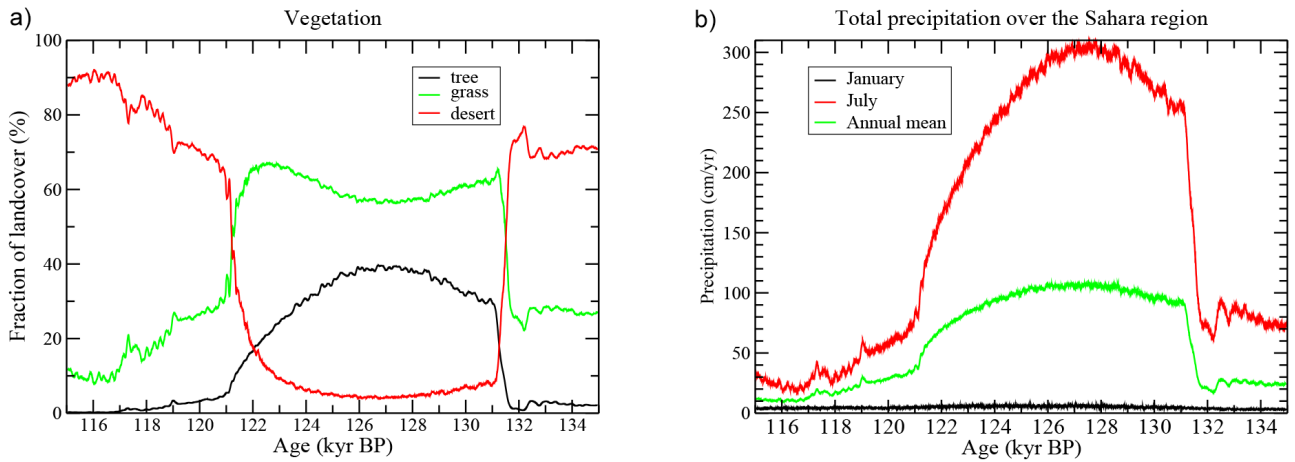 a)
Vegetation
100
80
60
40
20
0
Fraction of landcover (%)
tree
grass
desert
116 118 120 122 124 126 128 130 132 134
Age (kyr BP)
b)
Total precipitation over the Sahara region
300
250
200
150
100
50
0
Precipitation (cm/yr)
January
July
Annual mean
116 118 120 122 124 126 128 130 132 134
Age (kyr BP)